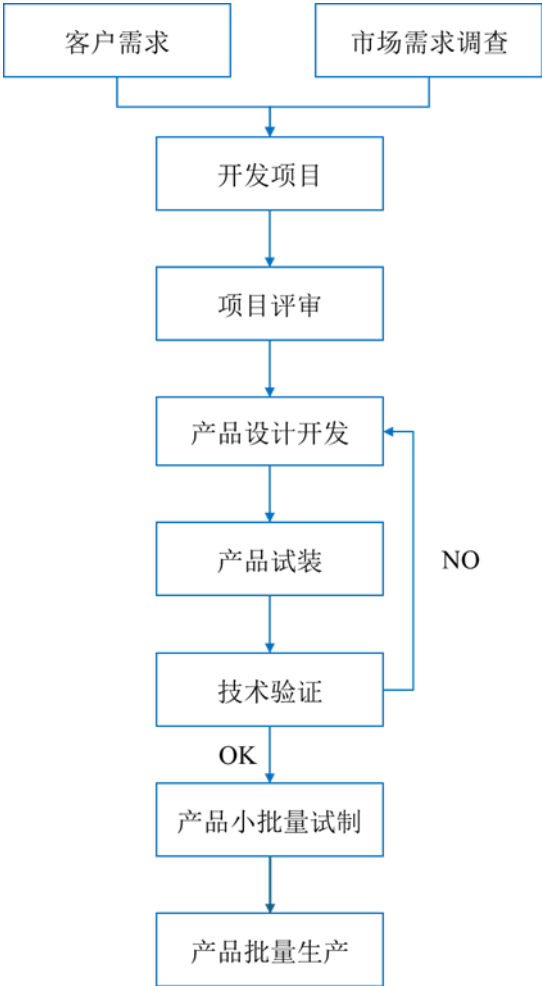 客户需求
市场需求调查
开发项目
项目评审
产品设计开发
产品试装
NO
技术验证
OK
产品小批量试制
产品批量生产